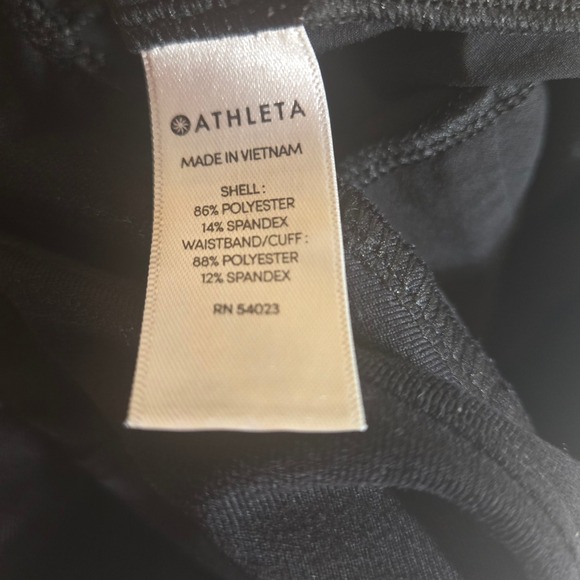 ATHLETA
MADE IN VIETNAM
SHELL :
86% POLYESTER
14% SPANDEX
WAISTBAND/CUFF :
88% POLYESTER
12% SPANDEX
RN 54023